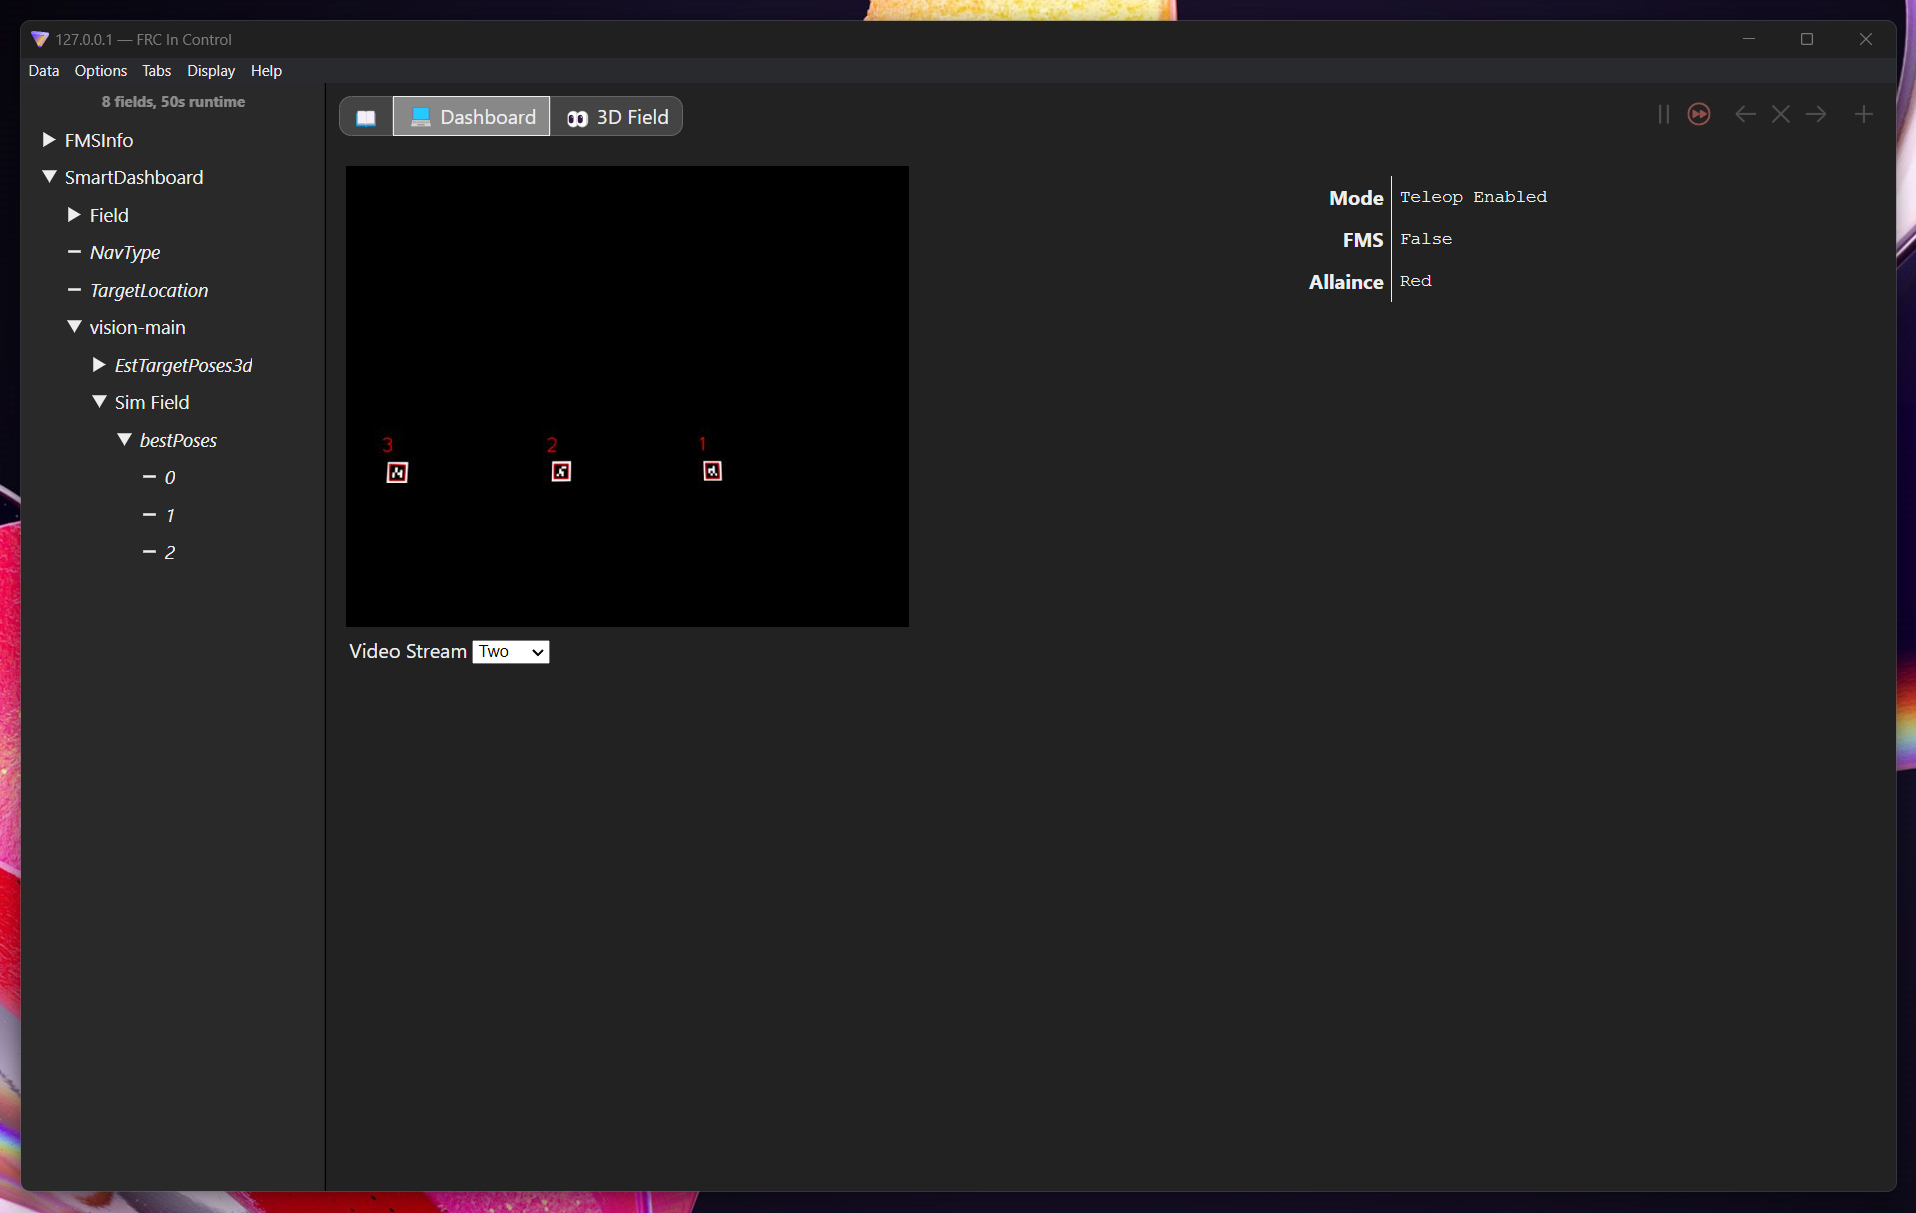 127.0.0.1 — FRC In Control
Data Options Tabs Display Help
8 fields, 50s runtime
FMSInfo
SmartDashboard
Field
NavType
TargetLocation
vision-main
EstTargetPoses3d
Sim Field
bestPoses
0
1
2
Dashboard
3D Field
3
2
1
Video Stream Two
Mode Teleop Enabled
FMS False
Allaince Red